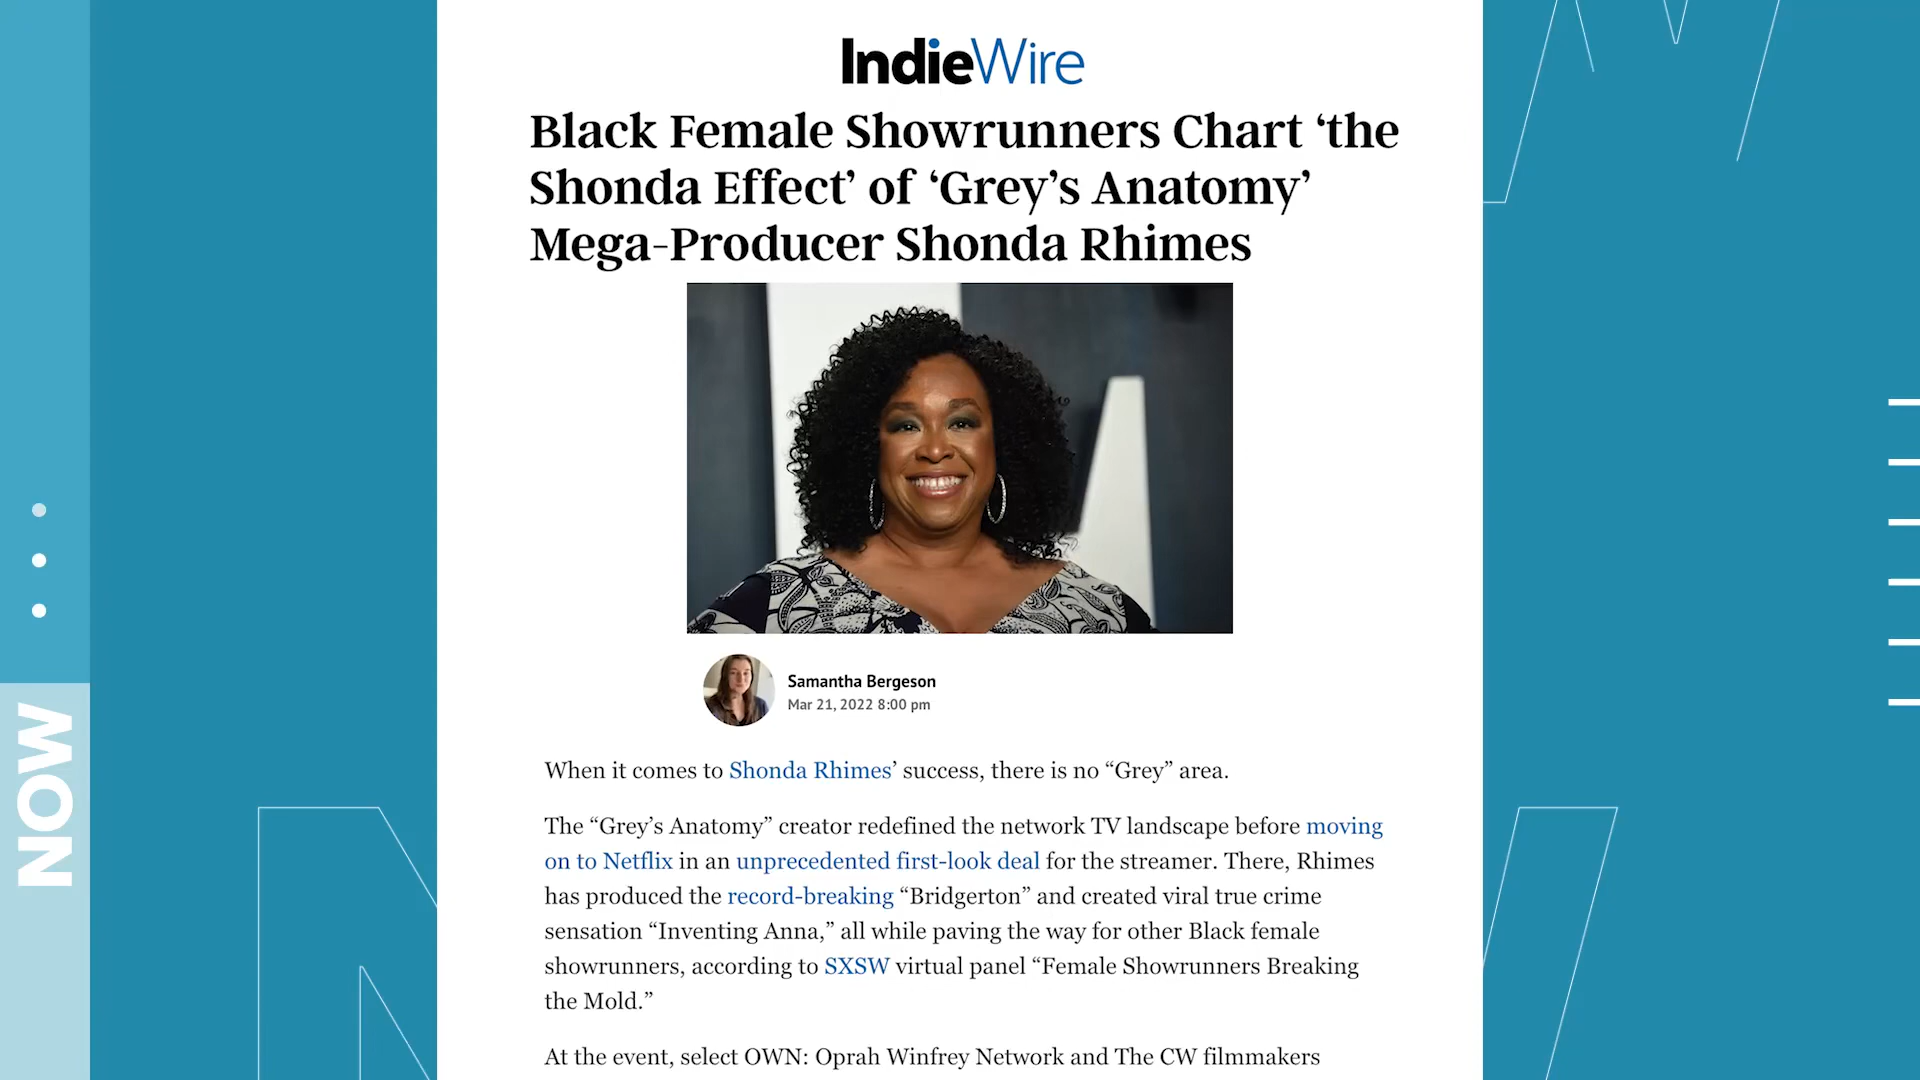 IndieWire
Black Female Showrunners Chart ‘the
Shonda Effect’ of ‘Grey’s Anatomy’
Mega-Producer Shonda Rhimes
Samantha Bergeson
Mar 21, 2022 8:00 pm
When it comes to Shonda Rhimes’ success, there is no “Grey” area.
The “Grey’s Anatomy” creator redefined the network TV landscape before moving
on to Netflix in an unprecedented first-look deal for the streamer. There, Rhimes
has produced the record-breaking “Bridgerton” and created viral true crime
sensation “Inventing Anna,” all while paving the way for other Black female
showrunners, according to SXSW virtual panel “Female Showrunners Breaking
the Mold.”
At the event, select OWN: Oprah Winfrey Network and The CW filmmakers
NOW